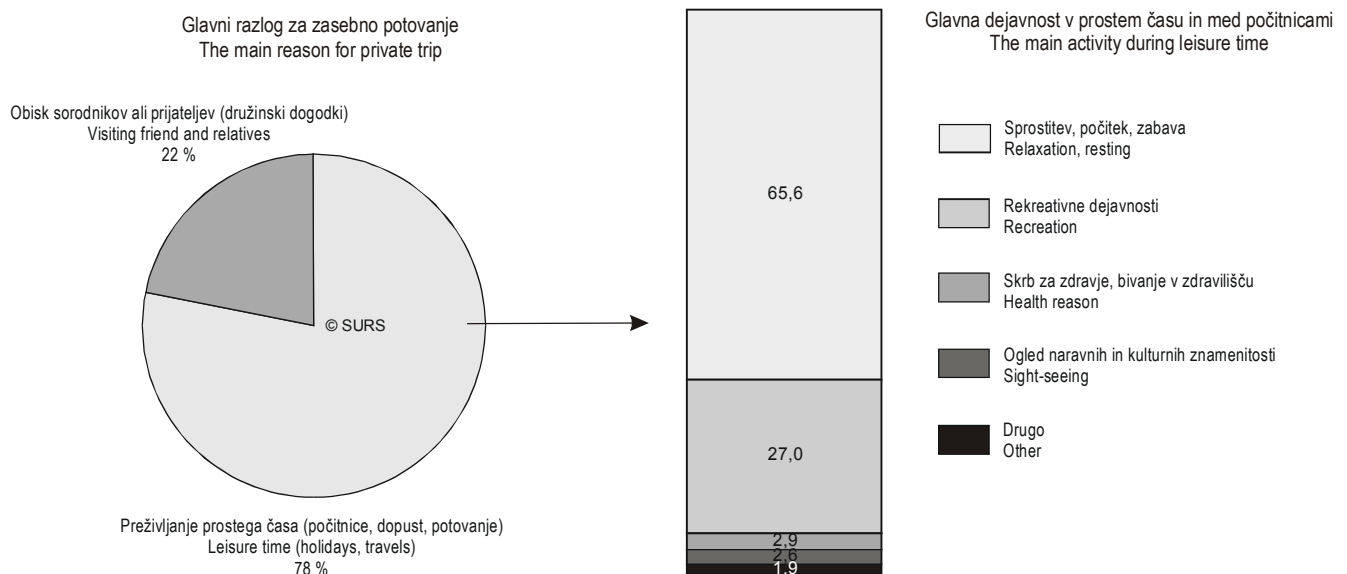 Glavni razlog za zasebno potovanje
The main reason for private trip
Obisk sorodnikov ali prijateljev (družinski dogodki)
Visiting friend and relatives
22 %
© SURS
Preživljanje prostega časa (počitnice, dopust, potovanje)
Leisure time (holidays, travels)
78 %
65,6
27,0
2,9
2,6
1,9
Glavna dejavnost v prostem času in med počitnicami
The main activity during leisure time
Sprostitev, počitek, zabava
Relaxation, resting
Rekreativne dejavnosti
Recreation
Skrb za zdravje, bivanje v zdravilišču
Health reason
Ogled naravnih in kulturnih znamenitosti
Sight-seeing
Drugo
Other